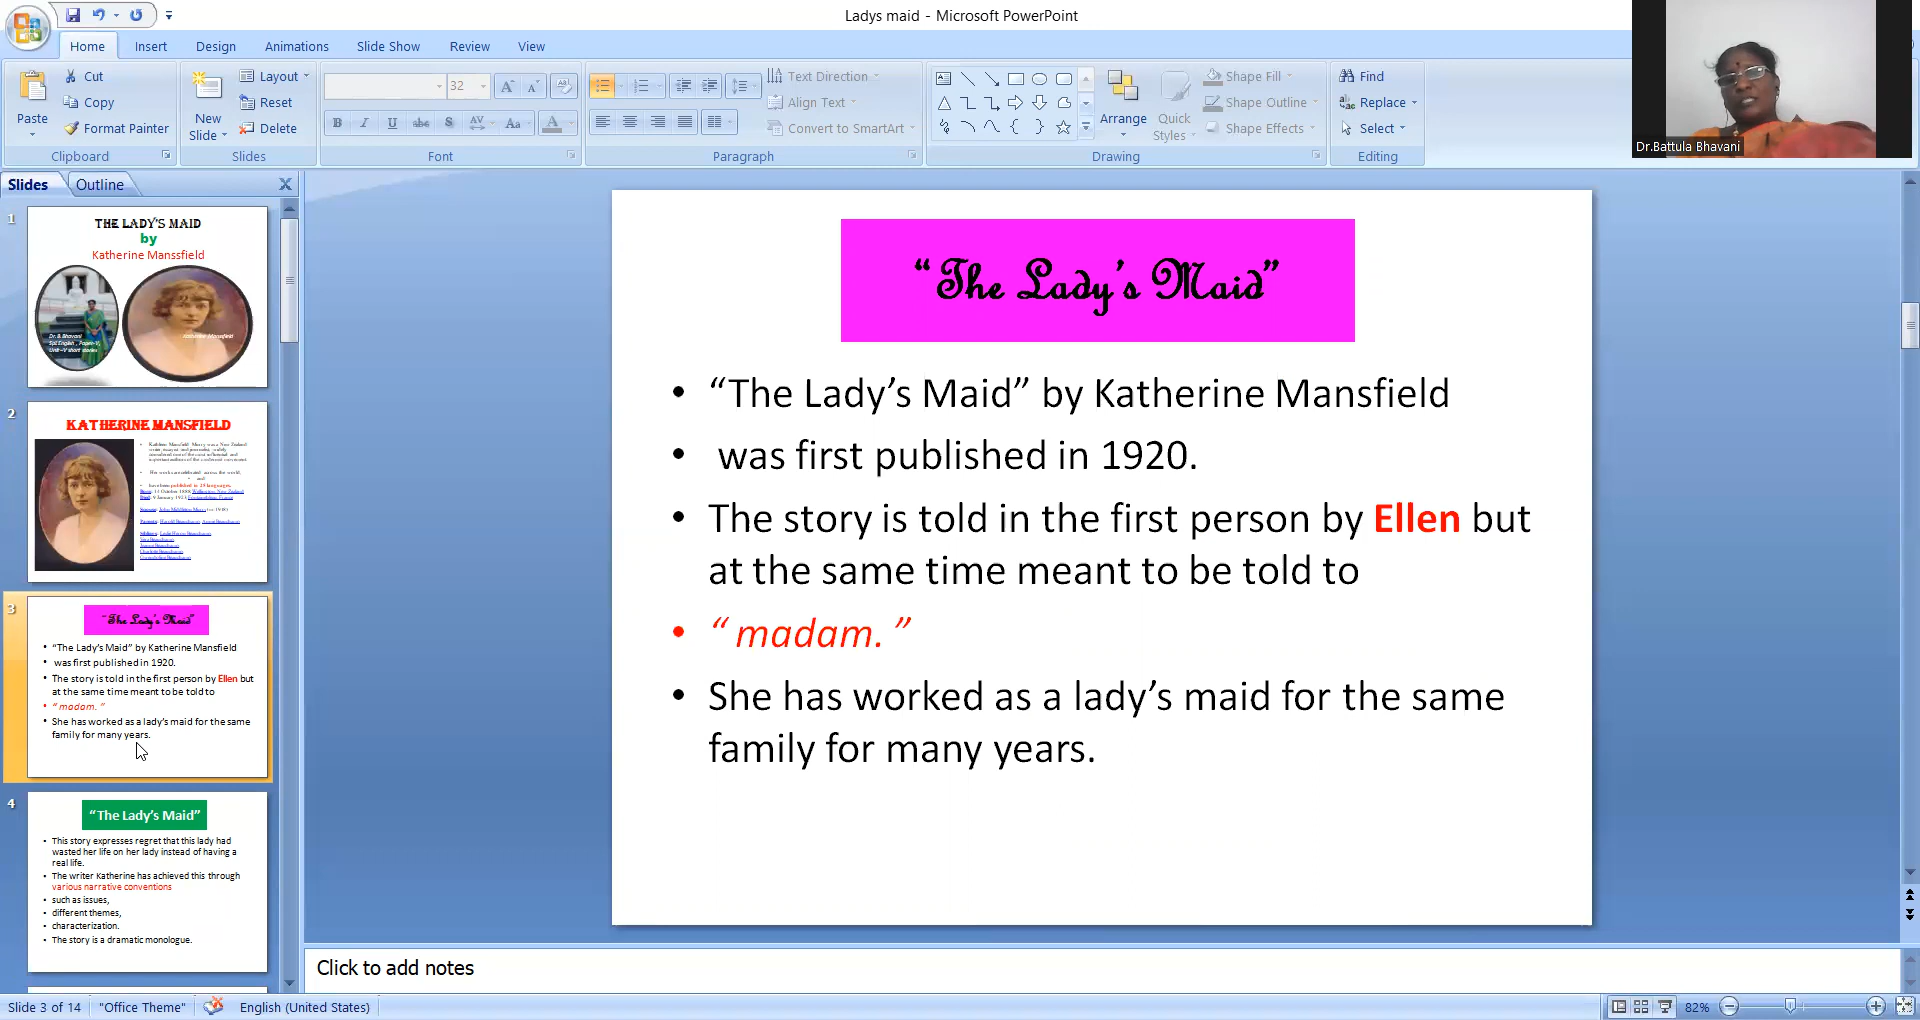 Ladys maid - Microsoft PowerPoint
Home Insert Design Animations Slide Show Review View
Paste
Cut
Copy
Format Painter
Clipboard
New Slide
Layout
Reset
Delete
Slides
32
Font
Text Direction
Align Text
Convert to SmartArt
Paragraph
Arrange
Quick Styles
Shape Fill
Shape Outline
Shape Effects
Drawing
Find
Replace
Select
Editing
Dr.Battula Bhavani
Slides Outline
1
THE LADY'S MAID
by
Katherine Manssfield
Dr.B.Bhavani
Katherine Mansfield
2
KATHERINE MANSFIELD
3
"The Lady's Maid"
• "The Lady's Maid" by Katherine Mansfield
• was first published in 1920.
• The story is told in the first person by Ellen but
at the same time meant to be told to
• " madam. "
• She has worked as a lady's maid for the same
family for many years.
4
"The Lady's Maid"
• This story expresses regret that this lady had
wasted her life on her lady instead of having a
real life.
• The writer Katherine has achieved this through
various narrative conventions
• such as issues,
• different themes,
• characterization.
• The story is a dramatic monologue.
"The Lady's Maid"
• "The Lady's Maid" by Katherine Mansfield
• was first published in 1920.
• The story is told in the first person by Ellen but
at the same time meant to be told to
• " madam. "
• She has worked as a lady's maid for the same
family for many years.
Click to add notes
Slide 3 of 14 "Office Theme" English (United States) 82%